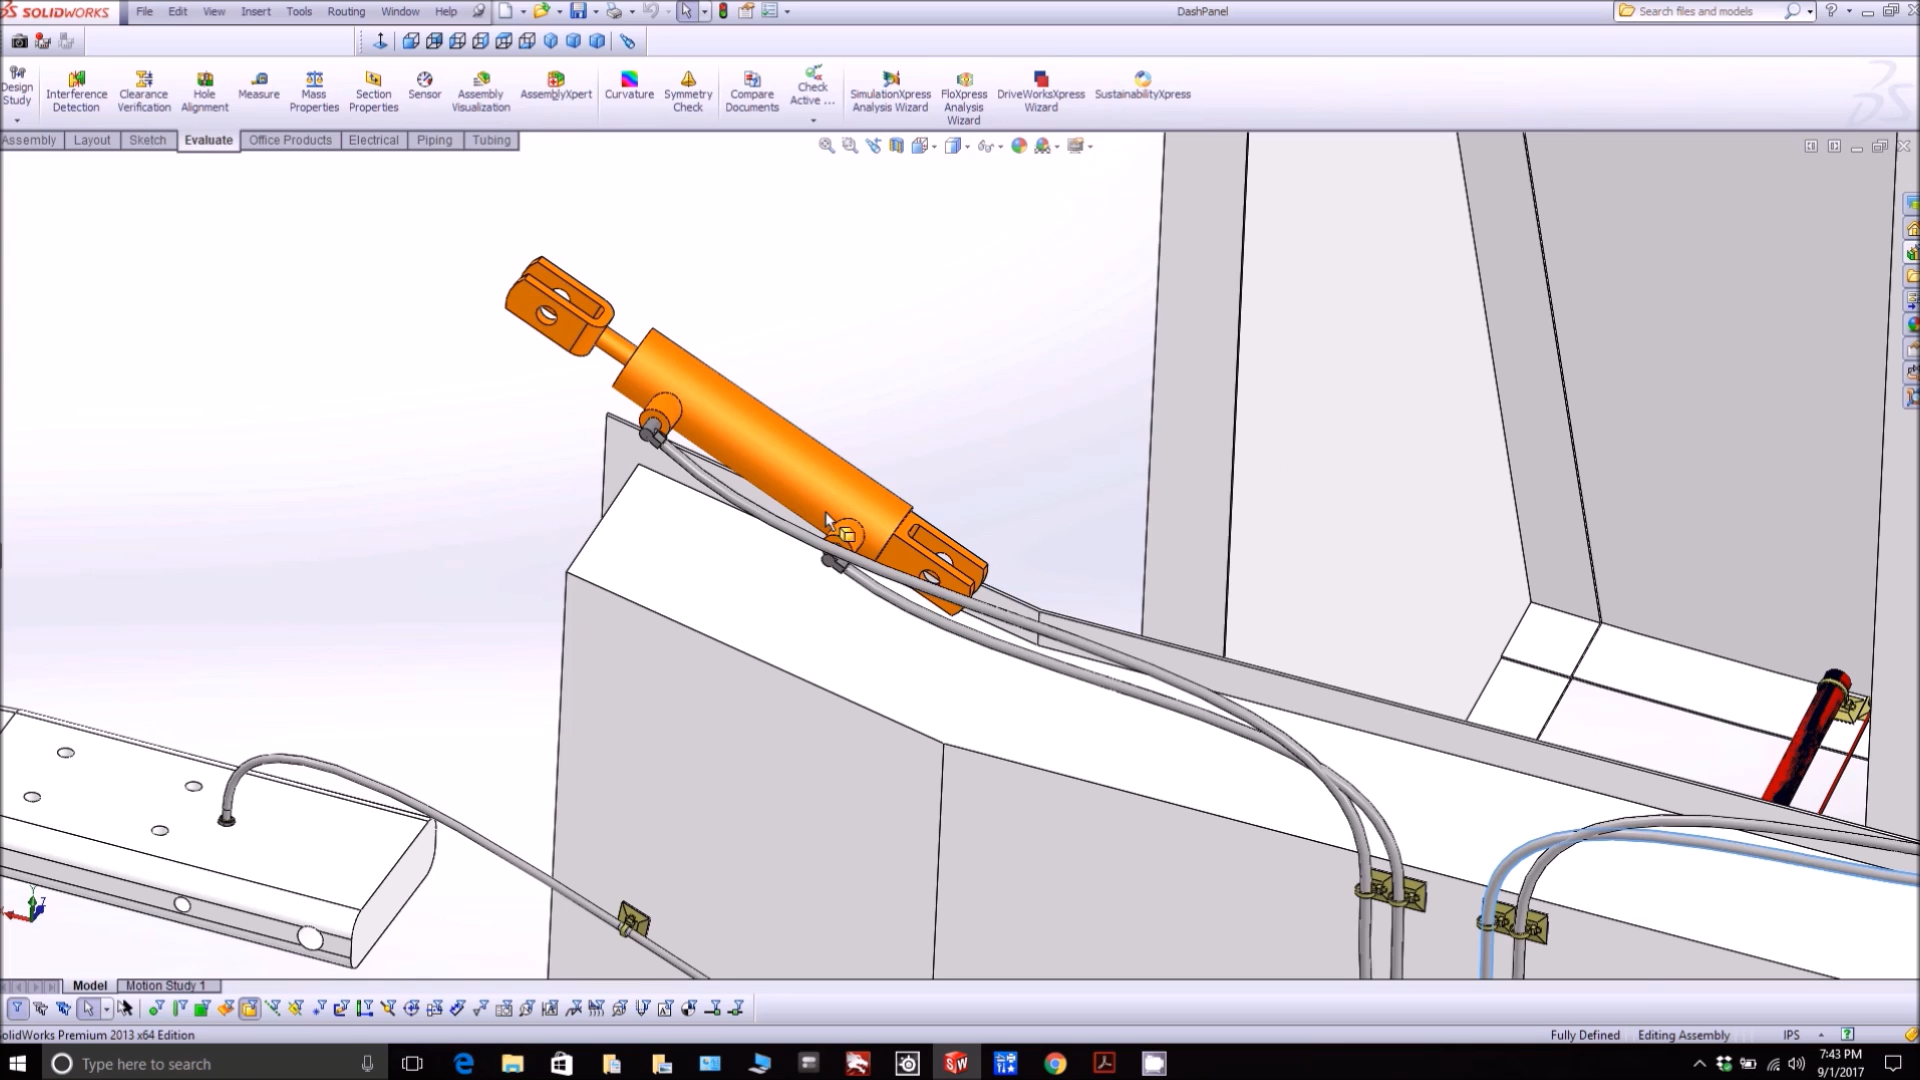 SOLIDWORKS File Edit View Insert Tools Routing Window Help DashPanel Search files and models
Design Study
Interference Detection
Clearance Verification
Hole Alignment
Measure
Mass Properties
Section Properties
Sensor
Assembly Visualization
AssemblyXpert
Curvature
Symmetry Check
Compare Documents
Check Active ...
SimulationXpress Analysis Wizard
FloXpress Analysis Wizard
DriveWorksXpress Wizard
SustainabilityXpress
Assembly Layout Sketch Evaluate Office Products Electrical Piping Tubing
Model Motion Study 1
olidWorks Premium 2013 x64 Edition Fully Defined Editing Assembly IPS
Type here to search
SW
7:43 PM
9/1/2017